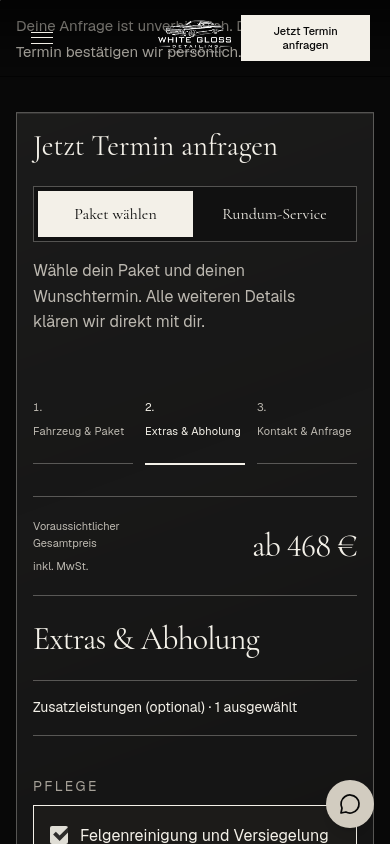 Deine Anfrage ist unverb
Termin bestätigen wir persönlich.
WHITE GLOSS
DETAILING
Jetzt Termin
anfragen
Jetzt Termin anfragen
Paket wählen
Rundum-Service
Wähle dein Paket und deinen
Wunschtermin. Alle weiteren Details
klären wir direkt mit dir.
1.
Fahrzeug & Paket
2.
Extras & Abholung
3.
Kontakt & Anfrage
Voraussichtlicher
Gesamtpreis
inkl. MwSt.
ab 468 €
Extras & Abholung
Zusatzleistungen (optional) · 1 ausgewählt
PFLEGE
Felgenreinigung und Versiegelung